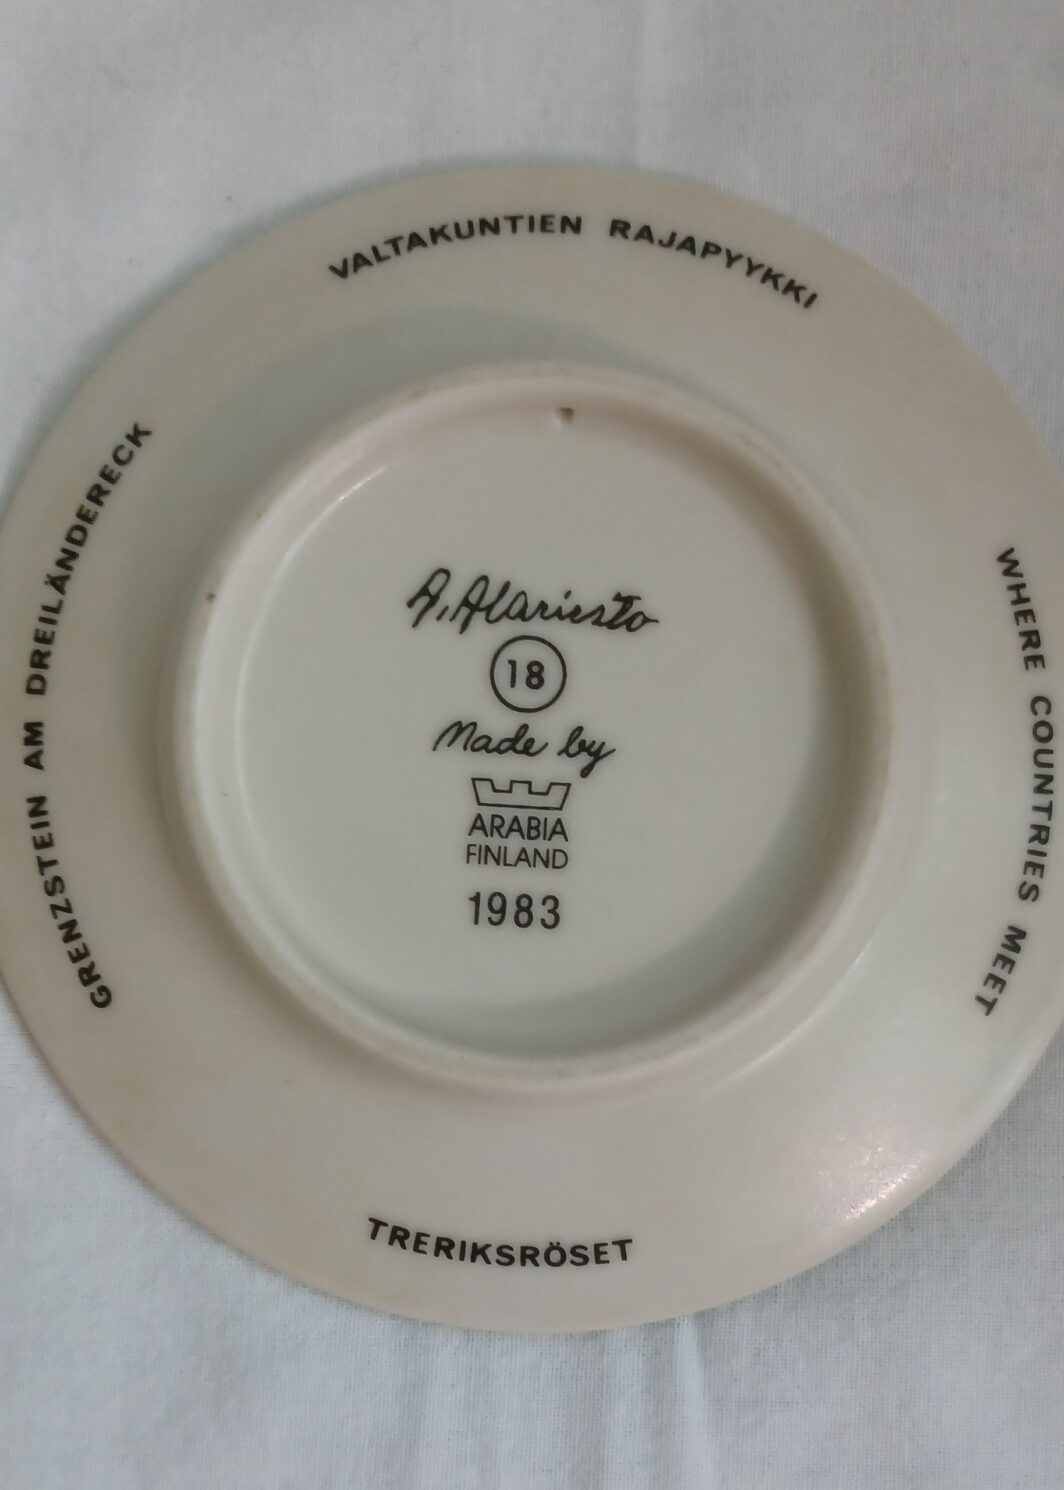 VALTAKUNTIEN RAJAPYYKKI
WHERE COUNTRIES MEET
TRERIKSRÖSET
GRENZSTEIN AM DREILÄNDERECK
A. Alariesto
18
Made by
ARABIA
FINLAND
1983